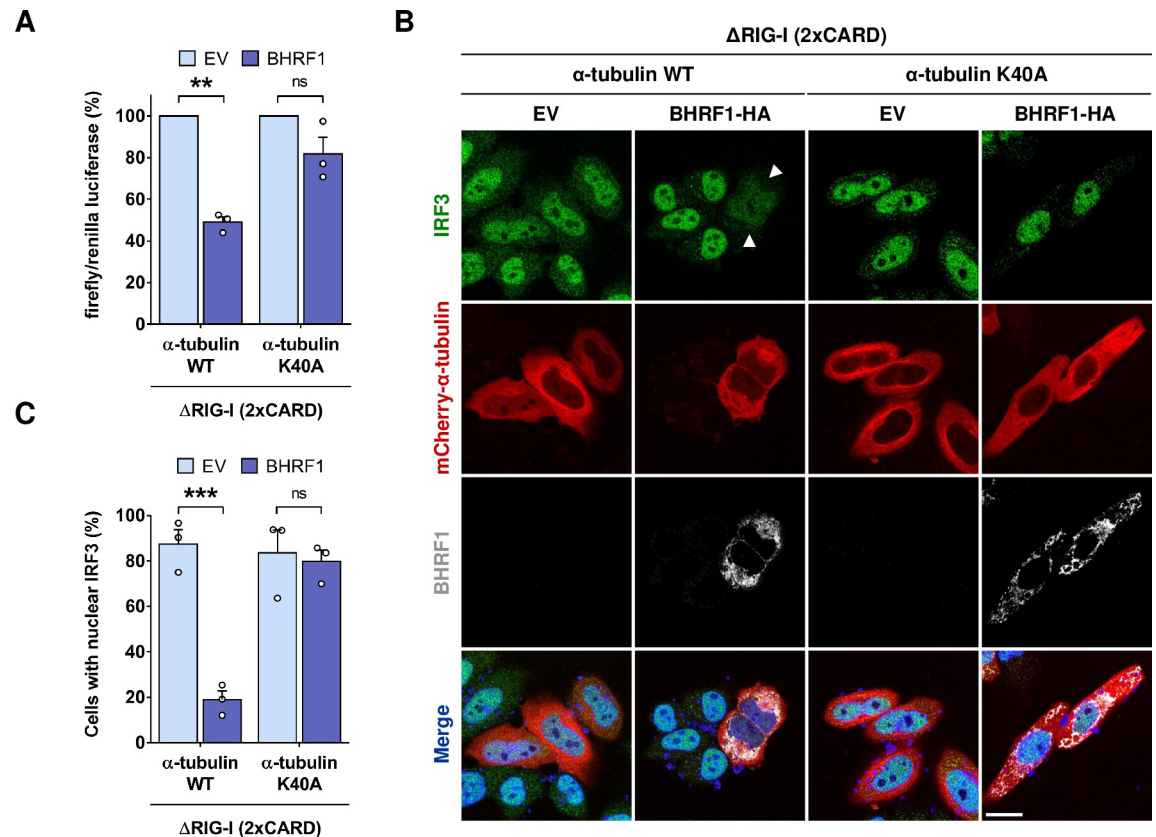 A
EV BHRF1
** ns
firefly/renilla luciferase (%)
100
80
60
40
20
0
α-tubulin WT
α-tubulin K40A
ΔRIG-I (2xCARD)
B
ΔRIG-I (2xCARD)
α-tubulin WT α-tubulin K40A
EV BHRF1-HA EV BHRF1-HA
IRF3
mCherry-α-tubulin
BHRF1
Merge
C
EV BHRF1
*** ns
Cells with nuclear IRF3 (%)
100
80
60
40
20
0
α-tubulin WT
α-tubulin K40A
ΔRIG-I (2xCARD)